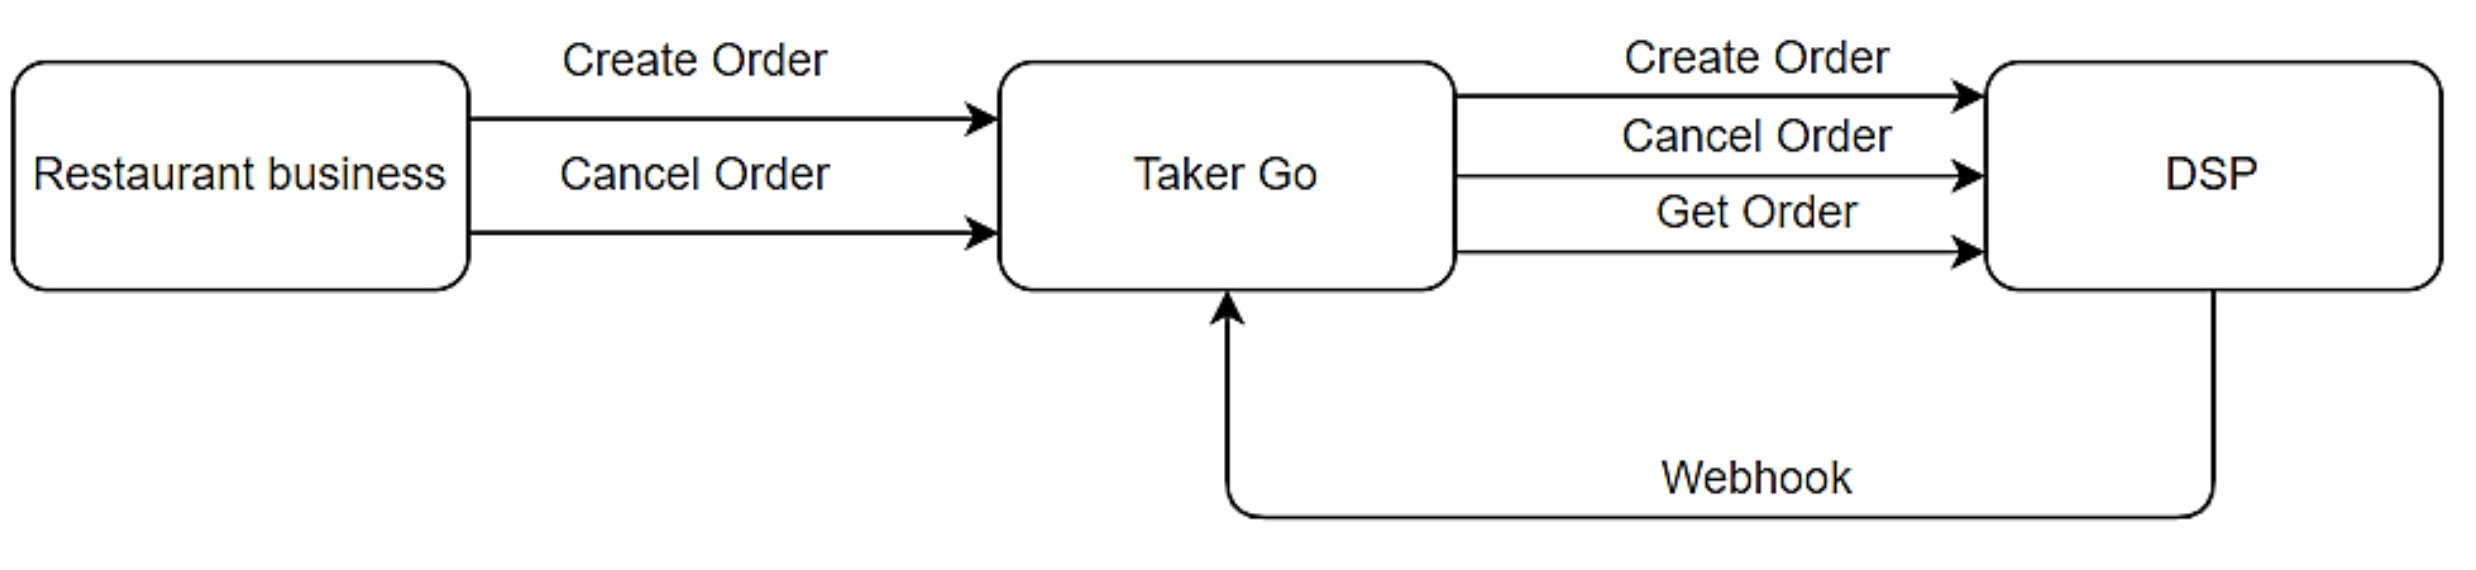 Create Order
Create Order
Cancel Order
Restaurant business
Cancel Order
Taker Go
DSP
Get Order
Webhook